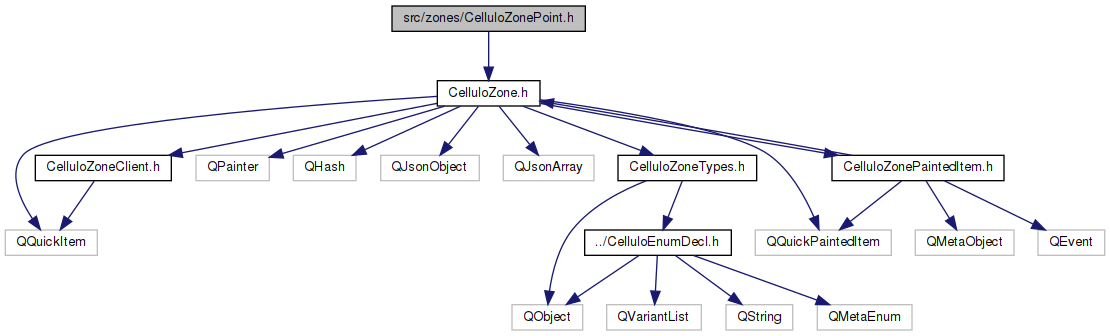 src/zones/CelluloZonePoint.h
CelluloZone.h
CelluloZoneClient.h
QPainter
QHash
QJsonObject
QJsonArray
CelluloZoneTypes.h
CelluloZonePaintedItem.h
QQuickItem
../CelluloEnumDecl.h
QQuickPaintedItem
QMetaObject
QEvent
QObject
QVariantList
QString
QMetaEnum